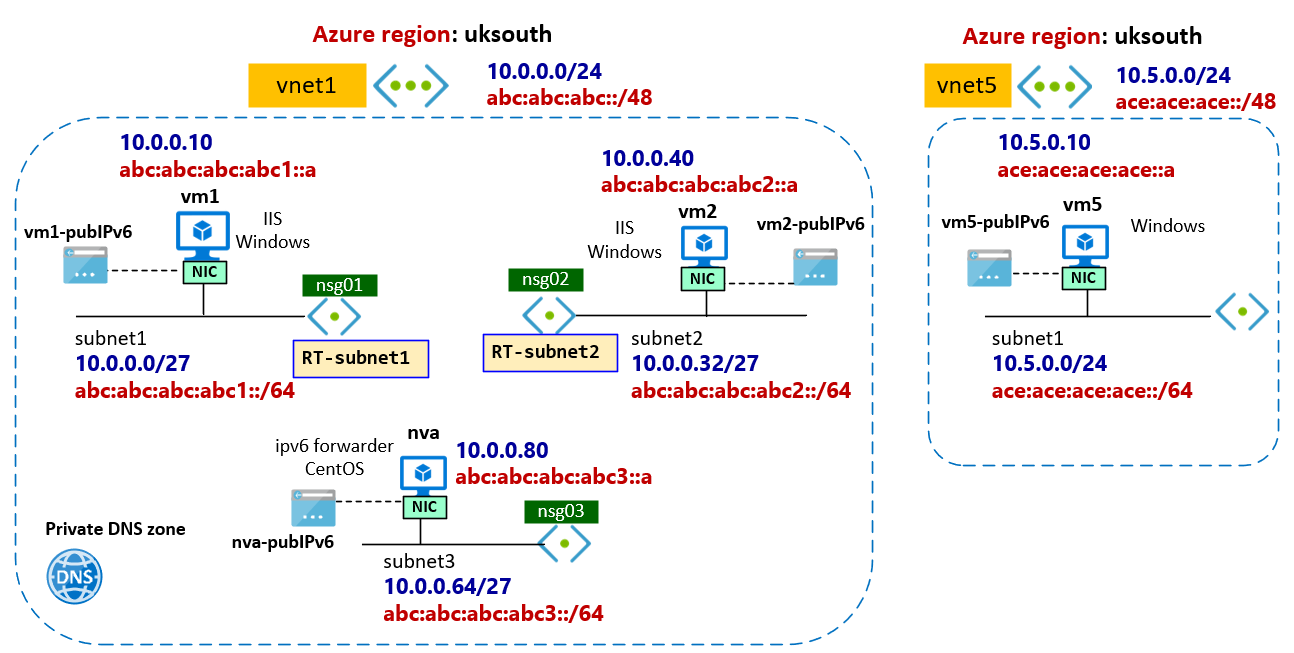 Azure region: uksouth
vnet1
10.0.0.0/24
abc:abc:abc::/48
10.0.0.10
abc:abc:abc:abc1::a
vm1
IIS
Windows
vm1-pubIPv6
NIC
nsg01
subnet1
10.0.0.0/27
abc:abc:abc:abc1::/64
RT-subnet1
10.0.0.40
abc:abc:abc:abc2::a
vm2
IIS
Windows
vm2-pubIPv6
NIC
nsg02
RT-subnet2
subnet2
10.0.0.32/27
abc:abc:abc:abc2::/64
nva
ipv6 forwarder
CentOS
10.0.0.80
abc:abc:abc:abc3::a
NIC
nva-pubIPv6
nsg03
subnet3
10.0.0.64/27
abc:abc:abc:abc3::/64
Private DNS zone
DNS
Azure region: uksouth
vnet5
10.5.0.0/24
ace:ace:ace::/48
10.5.0.10
ace:ace:ace:ace::a
vm5
Windows
vm5-pubIPv6
NIC
subnet1
10.5.0.0/24
ace:ace:ace:ace::/64